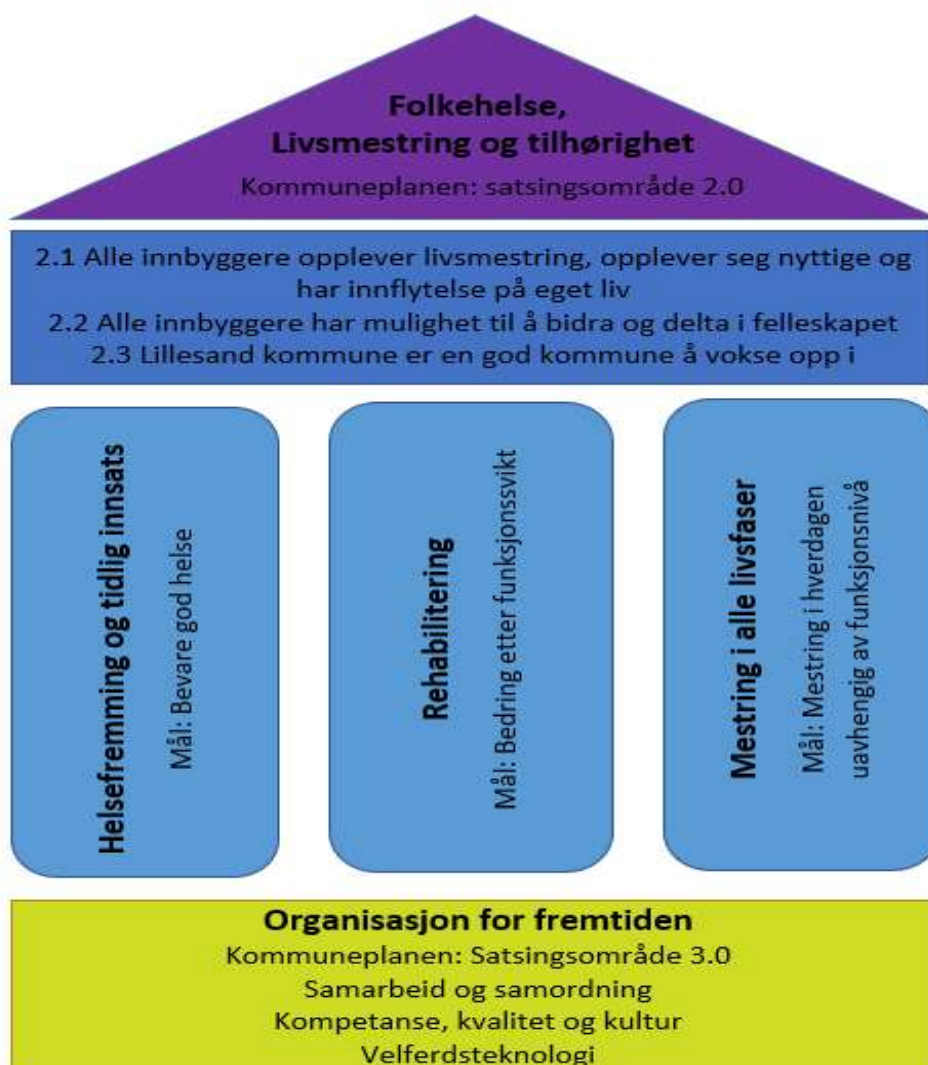 Folkehelse,
Livsmestring og tilhørighet
Kommuneplanen: satsingsområde 2.0
2.1 Alle innbyggere opplever livsmestring, opplever seg nyttige og
har innflytelse på eget liv
2.2 Alle innbyggere har mulighet til å bidra og delta i felleskapet
2.3 Lillesand kommune er en god kommune å vokse opp i
Helsefremming og tidlig innsats
Mål: Bevare god helse
Rehabilitering
Mål: Bedring etter funksjonssvikt
Mestring i alle livsfaser
Mål: Mestring i hverdagen
uavhengig av funksjonsnivå
Organisasjon for fremtiden
Kommuneplanen: Satsingsområde 3.0
Samarbeid og samordning
Kompetanse, kvalitet og kultur
Velferdsteknologi